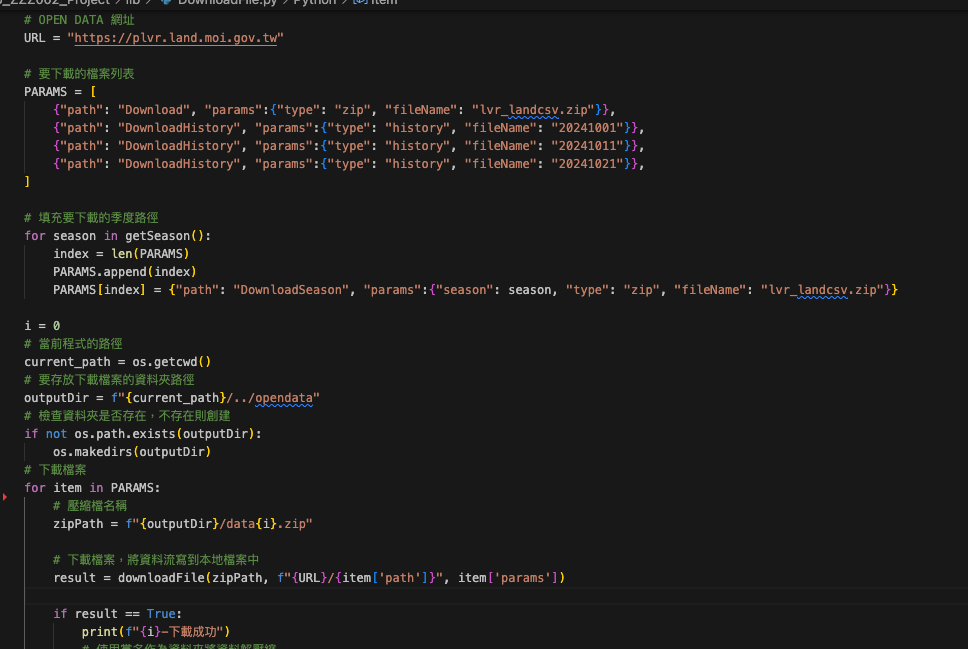 DownloadFile.py
# OPEN DATA 網址
URL = "https://plvr.land.moi.gov.tw"
# 要下載的檔案列表
PARAMS = [
{"path": "Download", "params":{"type": "zip", "fileName": "lvr_landcsv.zip"}},
{"path": "DownloadHistory", "params":{"type": "history", "fileName": "20241001"}},
{"path": "DownloadHistory", "params":{"type": "history", "fileName": "20241011"}},
{"path": "DownloadHistory", "params":{"type": "history", "fileName": "20241021"}},
]
# 填充要下載的季度路徑
for season in getSeason():
index = len(PARAMS)
PARAMS.append(index)
PARAMS[index] = {"path": "DownloadSeason", "params":{"season": season, "type": "zip", "fileName": "lvr_landcsv.zip"}}
i = 0
# 當前程式的路徑
current_path = os.getcwd()
# 要存放下載檔案的資料夾路徑
outputDir = f"{current_path}/../opendata"
# 檢查資料夾是否存在，不存在則創建
if not os.path.exists(outputDir):
os.makedirs(outputDir)
# 下載檔案
for item in PARAMS:
# 壓縮檔名稱
zipPath = f"{outputDir}/data{i}.zip"
# 下載檔案，將資料流寫到本地檔案中
result = downloadFile(zipPath, f"{URL}/{item['path']}", item['params'])
if result == True:
print(f"{i}-下載成功")